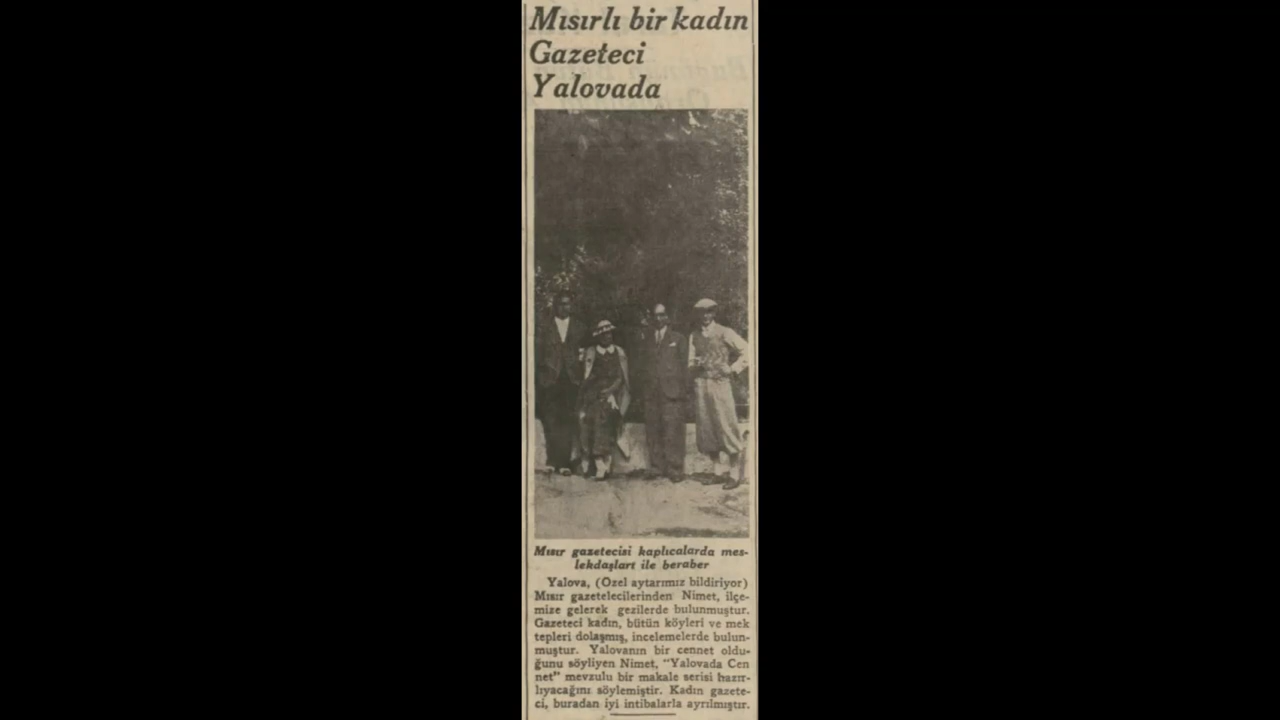 Mısırlı bir kadın
Gazeteci
Yalovada
Mısır gazetecisi kaplıcalarda mes-
lekdaşları ile beraber
Yalova, (Özel aytarımız bildiriyor)
Mısır gazetelecilerinden Nimet, ilçe-
mize gelerek gezilerde bulunmuştur.
Gazeteci kadın, bütün köyleri ve mek
tepleri dolaşmış, incelemelerde bulun-
muştur. Yalovanın bir cennet oldu-
ğunu söyliyen Nimet, "Yalovada Cen
net" mevzulu bir makale serisi hazır-
lıyacağını söylemiştir. Kadın gazete-
ci, buradan iyi intibalarla ayrılmıştır.